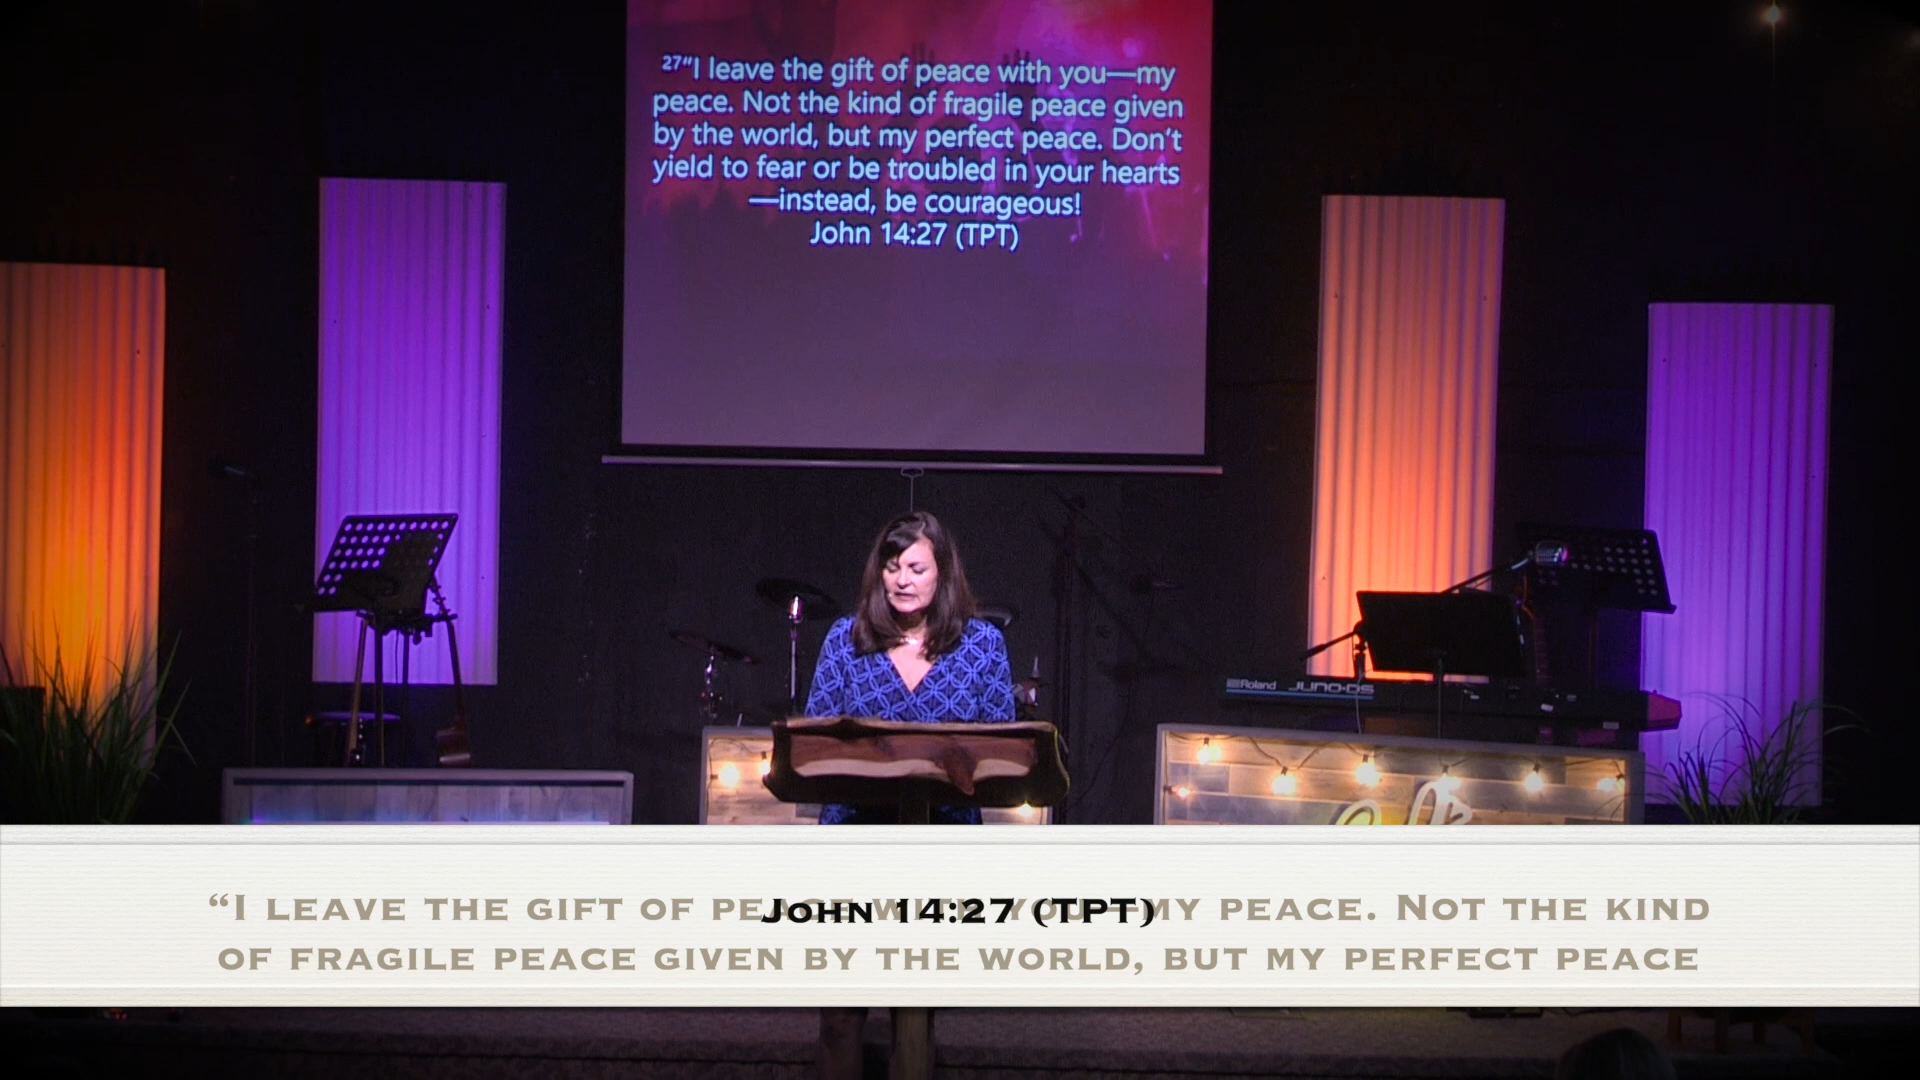 27“I leave the gift of peace with you—my
peace. Not the kind of fragile peace given
by the world, but my perfect peace. Don’t
yield to fear or be troubled in your hearts
—instead, be courageous!
John 14:27 (TPT)
Roland JUNO-DS
“I leave the gift of peace with you—my peace. Not the kind
John 14:27 (TPT)
of fragile peace given by the world, but my perfect peace